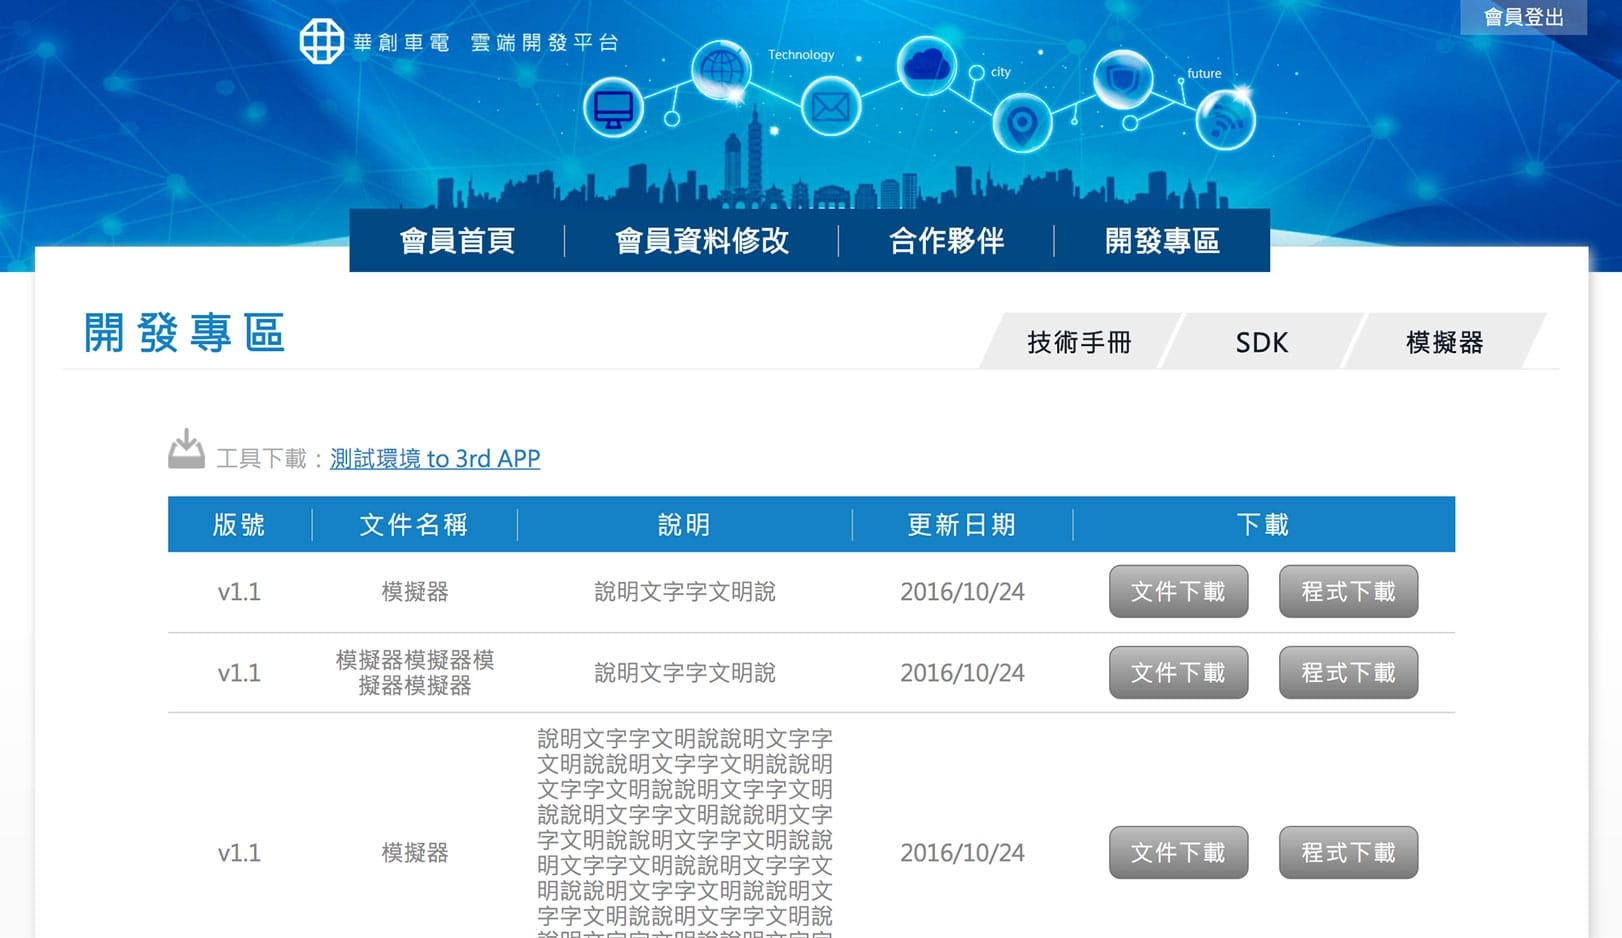 會員登出
華創車電 雲端開發平台
Technology
city
future
會員首頁
會員資料修改
合作夥伴
開發專區
開發專區
技術手冊
SDK
模擬器
工具下載：測試環境 to 3rd APP
版號
文件名稱
說明
更新日期
下載
v1.1
模擬器
說明文字字文明說
2016/10/24
文件下載
程式下載
v1.1
模擬器模擬器模
擬器模擬器
說明文字字文明說
2016/10/24
文件下載
程式下載
v1.1
模擬器
說明文字字文明說說明文字字
文明說說明文字字文明說說明
文字字文明說說明文字字文明
說說明文字字文明說說明文字
字文明說說明文字字文明說說
明文字字文明說說明文字字文
明說說明文字字文明說說明文
字字文明說說明文字字文明說
2016/10/24
文件下載
程式下載